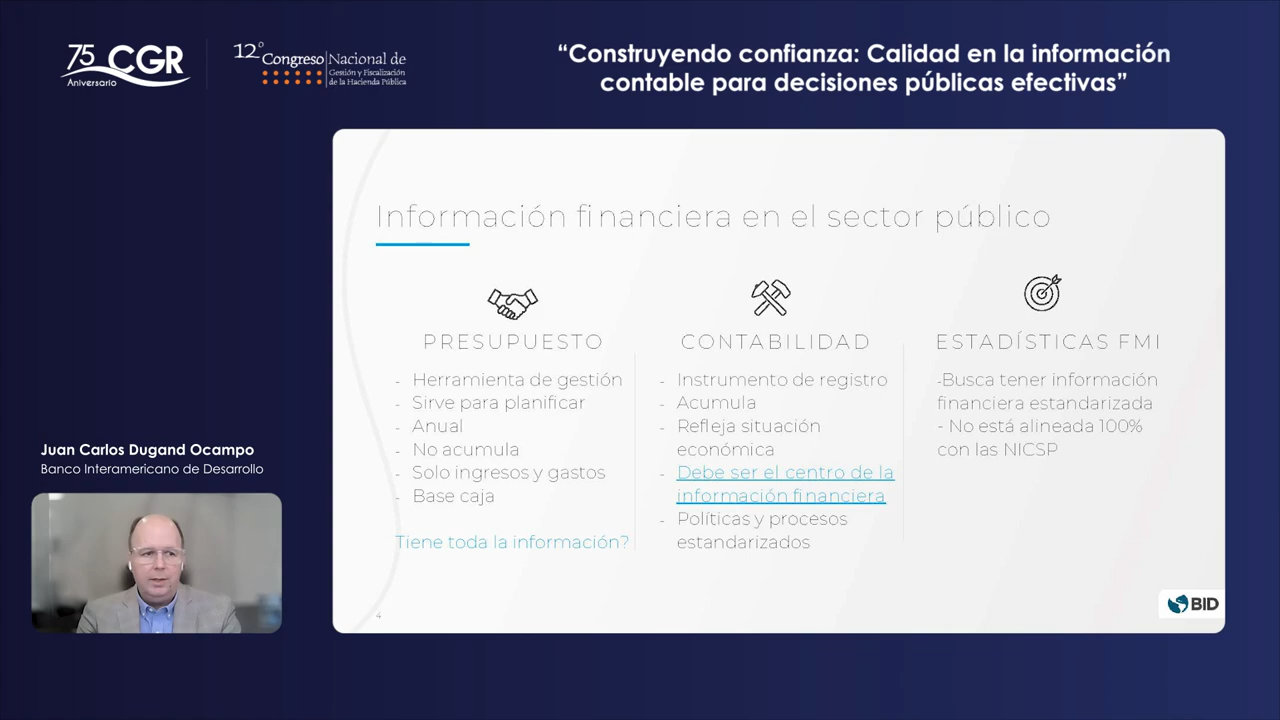 75 CGR
Aniversario
12° Congreso Nacional de
Gestión y Fiscalización
de la Hacienda Pública
“Construyendo confianza: Calidad en la información
contable para decisiones públicas efectivas”
Información financiera en el sector público
PRESUPUESTO
- Herramienta de gestión
- Sirve para planificar
- Anual
- No acumula
- Solo ingresos y gastos
- Base caja
Tiene toda la información?
CONTABILIDAD
- Instrumento de registro
- Acumula
- Refleja situación
económica
- Debe ser el centro de la
información financiera
- Políticas y procesos
estandarizados
ESTADÍSTICAS FMI
-Busca tener información
financiera estandarizada
- No está alineada 100%
con las NICSP
4
BID
Juan Carlos Dugand Ocampo
Banco Interamericano de Desarrollo